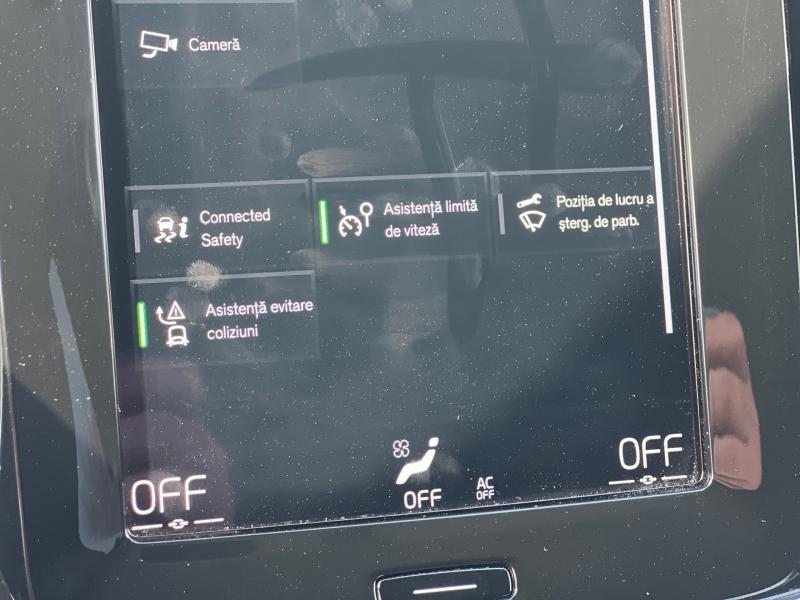 Cameră
Connected
Safety
Asistență limită
de viteză
Poziția de lucru a
șterg. de parb.
Asistență evitare
coliziuni
OFF
OFF
AC
OFF
OFF